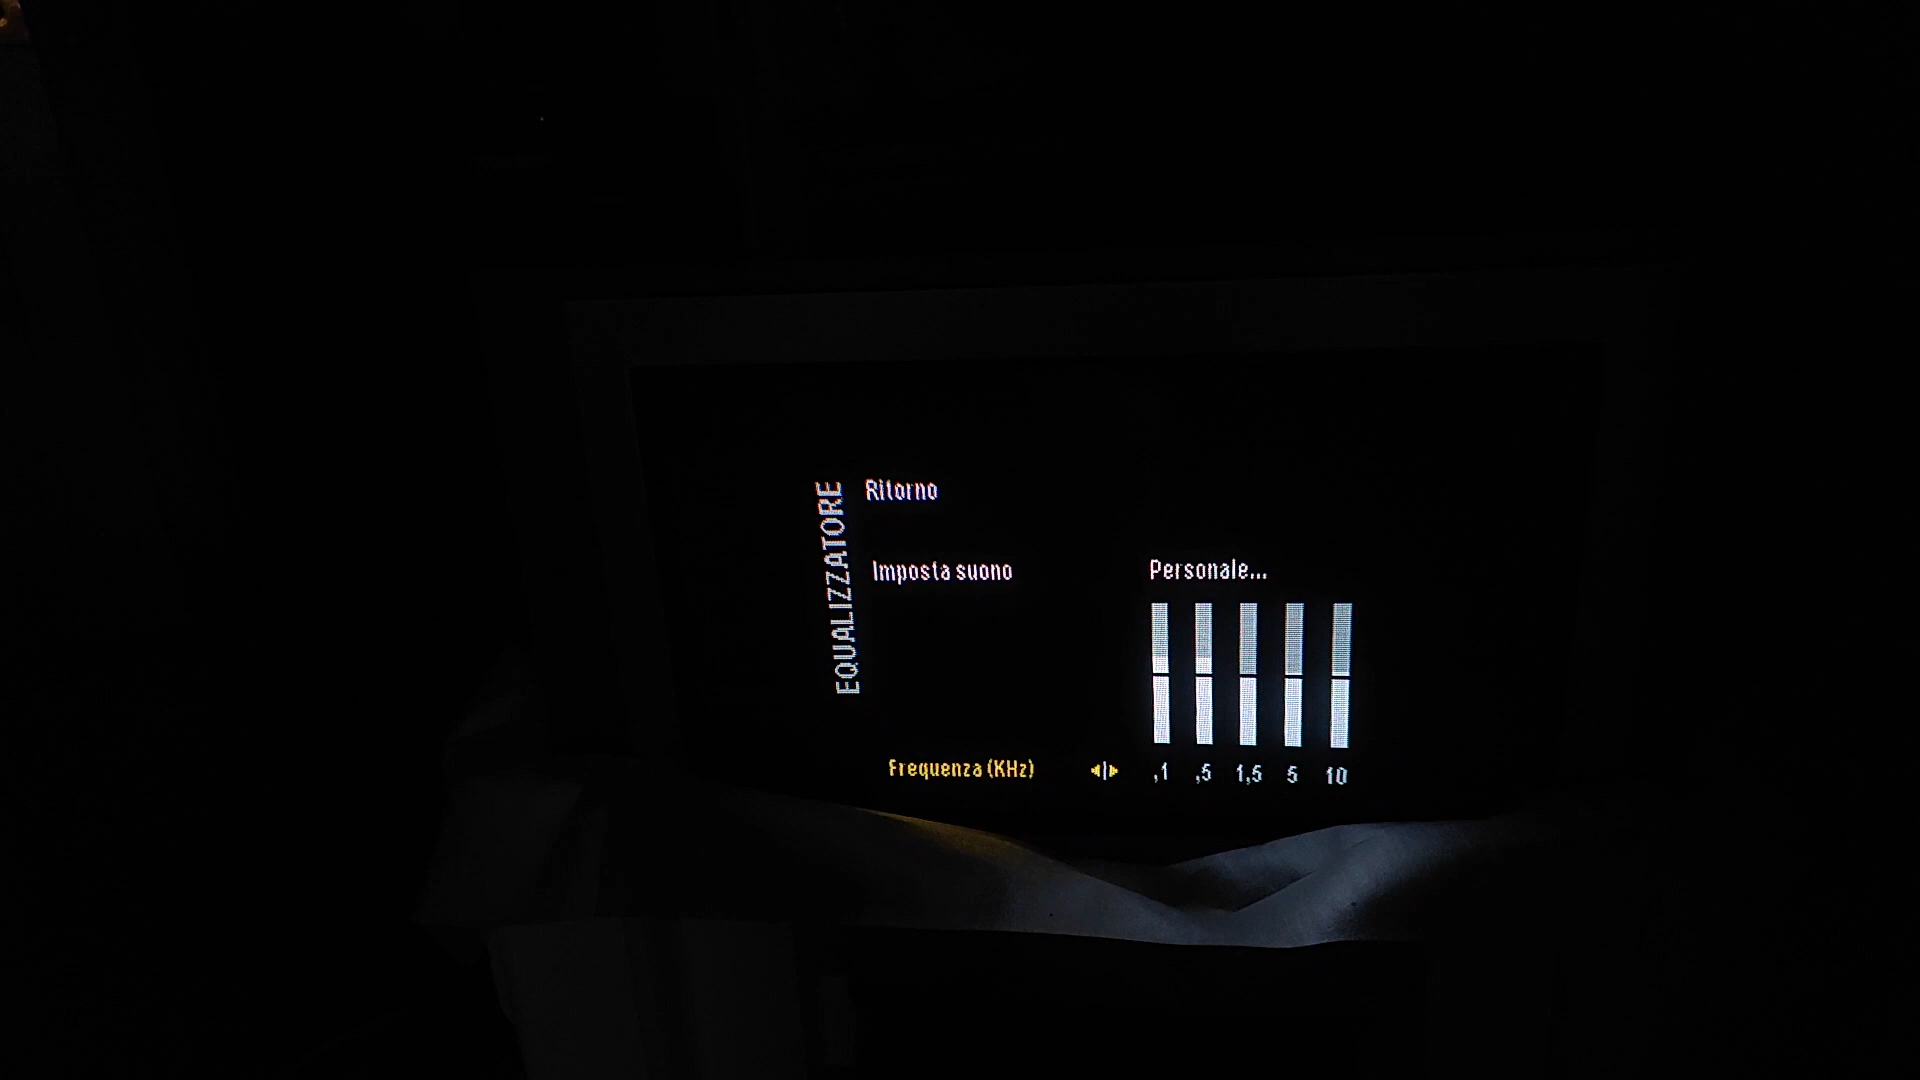 EQUALIZZATORE
Ritorno
Imposta suono Personale...
Frequenza (KHz) ,1 ,5 1,5 5 10